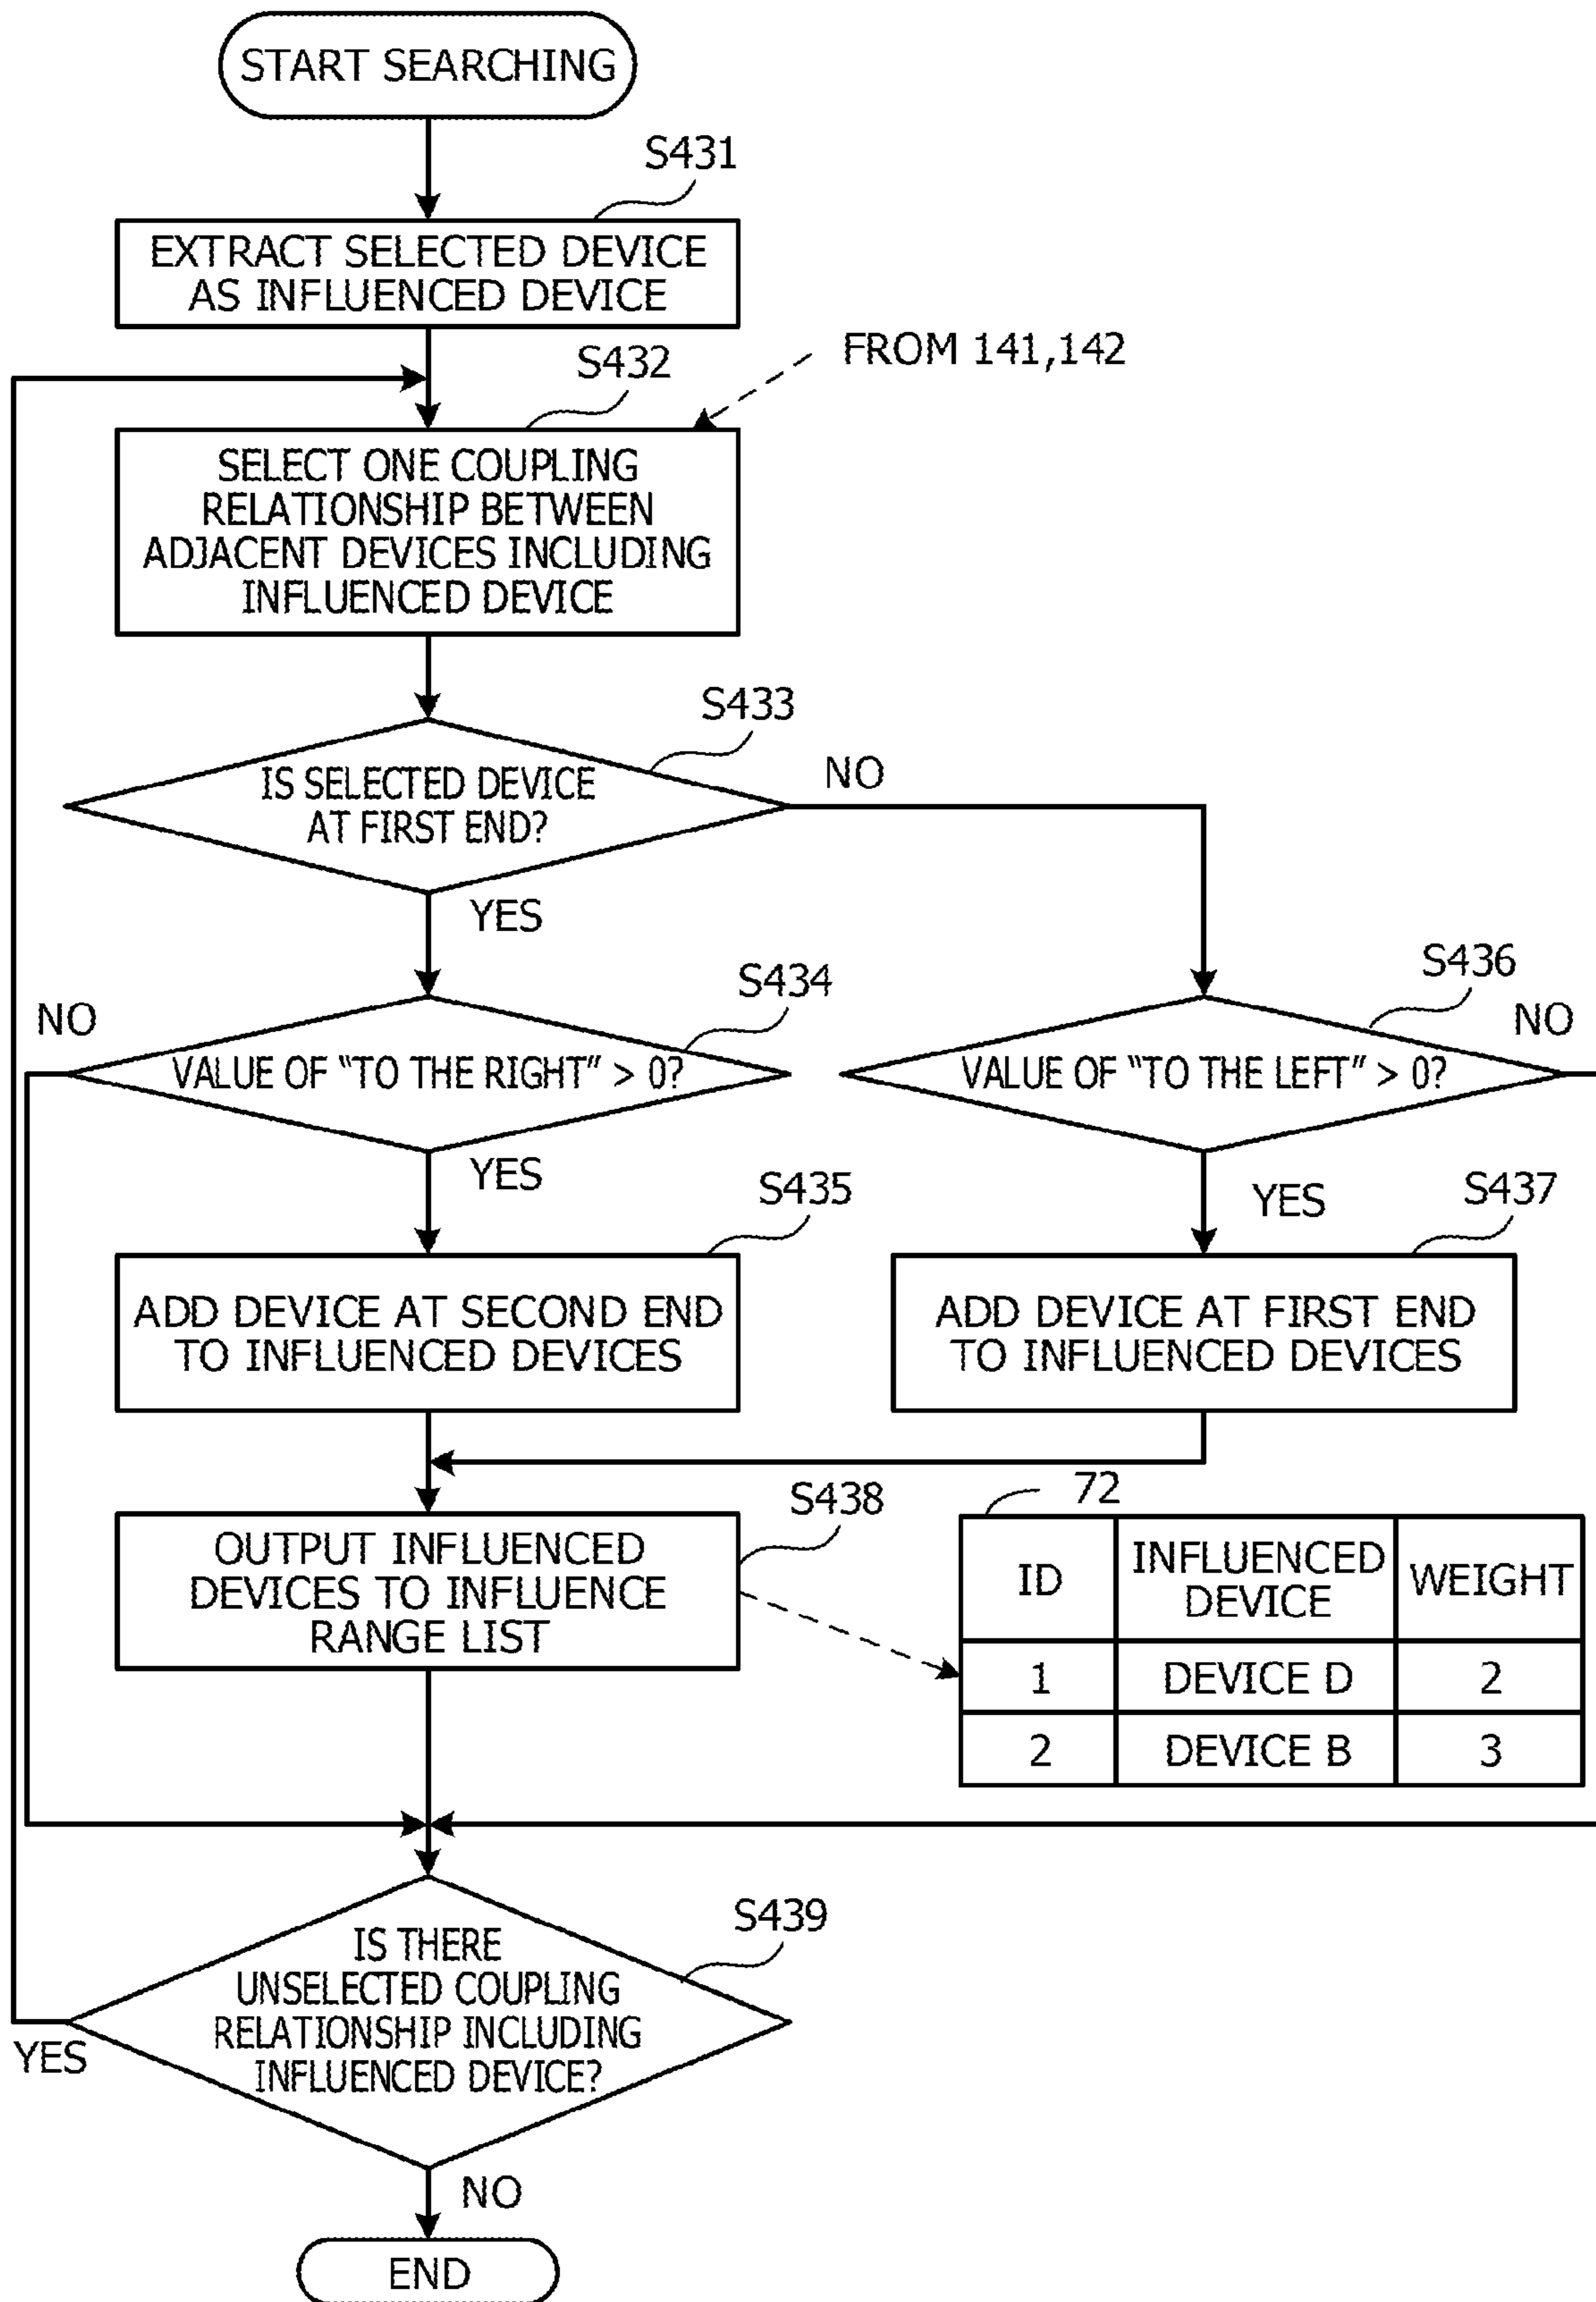 START SEARCHING
S431
EXTRACT SELECTED DEVICE
AS INFLUENCED DEVICE
FROM 141,142
S432
SELECT ONE COUPLING
RELATIONSHIP BETWEEN
ADJACENT DEVICES INCLUDING
INFLUENCED DEVICE
S433
IS SELECTED DEVICE
AT FIRST END?
NO
YES
S434
NO
VALUE OF “TO THE RIGHT” > 0?
YES
S436
NO
VALUE OF “TO THE LEFT” > 0?
YES
S435
ADD DEVICE AT SECOND END
TO INFLUENCED DEVICES
S437
ADD DEVICE AT FIRST END
TO INFLUENCED DEVICES
S438
OUTPUT INFLUENCED
DEVICES TO INFLUENCE
RANGE LIST
72
ID INFLUENCED DEVICE WEIGHT
1 DEVICE D 2
2 DEVICE B 3
S439
IS THERE
UNSELECTED COUPLING
RELATIONSHIP INCLUDING
INFLUENCED DEVICE?
YES
NO
END